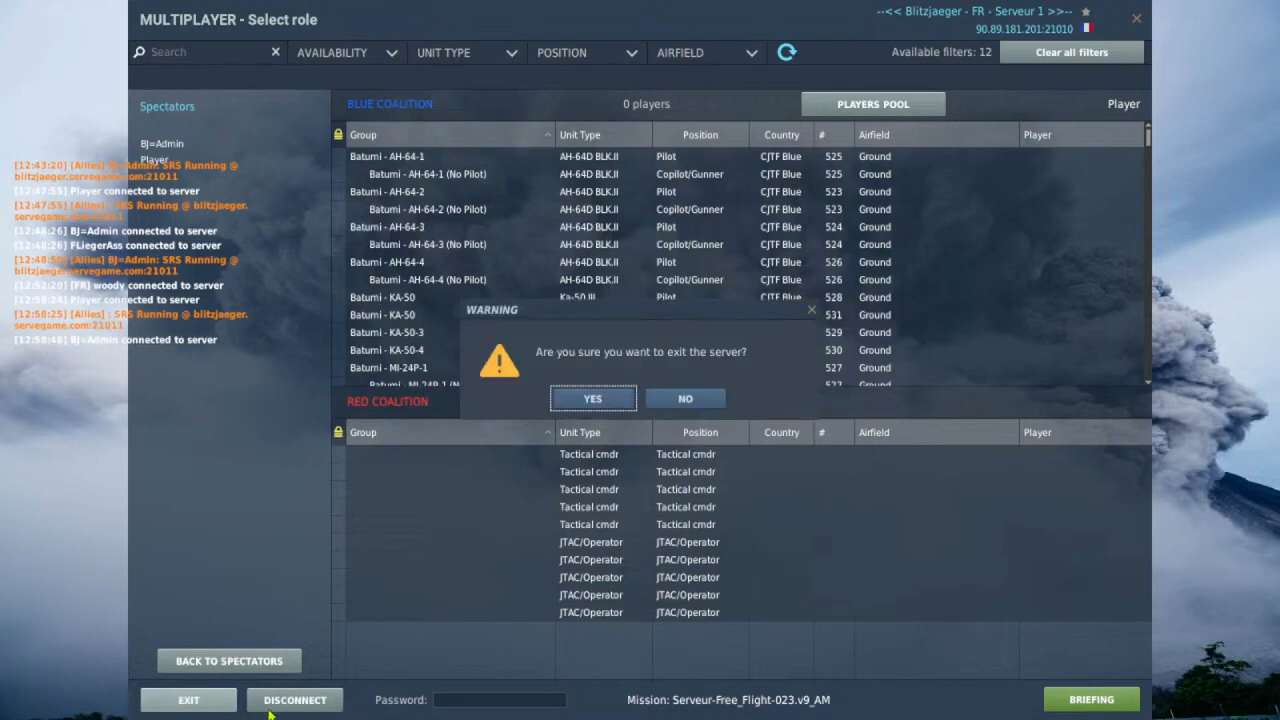 MULTIPLAYER - Select role
--<< Blitzjaeger - FR - Serveur 1 >>--
90.89.181.201:21010
Search
AVAILABILITY
UNIT TYPE
POSITION
AIRFIELD
Available filters: 12
Clear all filters
Spectators
BJ=Admin
Player
[12:43:20] [Allies] BJ=Admin: SRS Running @
blitzjaeger.servegame.com:21011
[12:47:55] Player connected to server
[12:47:55] [Allies] : SRS Running @ blitzjaeger.
servegame.com:21011
[12:48:26] BJ=Admin connected to server
[12:48:26] FLiegerAss connected to server
[12:48:50] [Allies] BJ=Admin: SRS Running @
blitzjaeger.servegame.com:21011
[12:52:20] [FR] woody connected to server
[12:58:24] Player connected to server
[12:58:25] [Allies] : SRS Running @ blitzjaeger.
servegame.com:21011
[12:58:48] BJ=Admin connected to server
BLUE COALITION 0 players PLAYERS POOL Player
Group Unit Type Position Country # Airfield Player
Batumi - AH-64-1 AH-64D BLK.II Pilot CJTF Blue 525 Ground
Batumi - AH-64-1 (No Pilot) AH-64D BLK.II Copilot/Gunner CJTF Blue 525 Ground
Batumi - AH-64-2 AH-64D BLK.II Pilot CJTF Blue 523 Ground
Batumi - AH-64-2 (No Pilot) AH-64D BLK.II Copilot/Gunner CJTF Blue 523 Ground
Batumi - AH-64-3 AH-64D BLK.II Pilot CJTF Blue 524 Ground
Batumi - AH-64-3 (No Pilot) AH-64D BLK.II Copilot/Gunner CJTF Blue 524 Ground
Batumi - AH-64-4 AH-64D BLK.II Pilot CJTF Blue 526 Ground
Batumi - AH-64-4 (No Pilot) AH-64D BLK.II Copilot/Gunner CJTF Blue 526 Ground
Batumi - KA-50 Ka-50 III Pilot CJTF Blue 528 Ground
Batumi - KA-50 531 Ground
Batumi - KA-50-3 529 Ground
Batumi - KA-50-4 530 Ground
Batumi - MI-24P-1 527 Ground
Batumi - MI-24P-1 (N 527 Ground
WARNING
Are you sure you want to exit the server?
YES
NO
RED COALITION
Group Unit Type Position Country # Airfield Player
Tactical cmdr Tactical cmdr
Tactical cmdr Tactical cmdr
Tactical cmdr Tactical cmdr
Tactical cmdr Tactical cmdr
Tactical cmdr Tactical cmdr
JTAC/Operator JTAC/Operator
JTAC/Operator JTAC/Operator
JTAC/Operator JTAC/Operator
JTAC/Operator JTAC/Operator
JTAC/Operator JTAC/Operator
BACK TO SPECTATORS
EXIT
DISCONNECT
Password:
Mission: Serveur-Free_Flight-023.v9_AM
BRIEFING